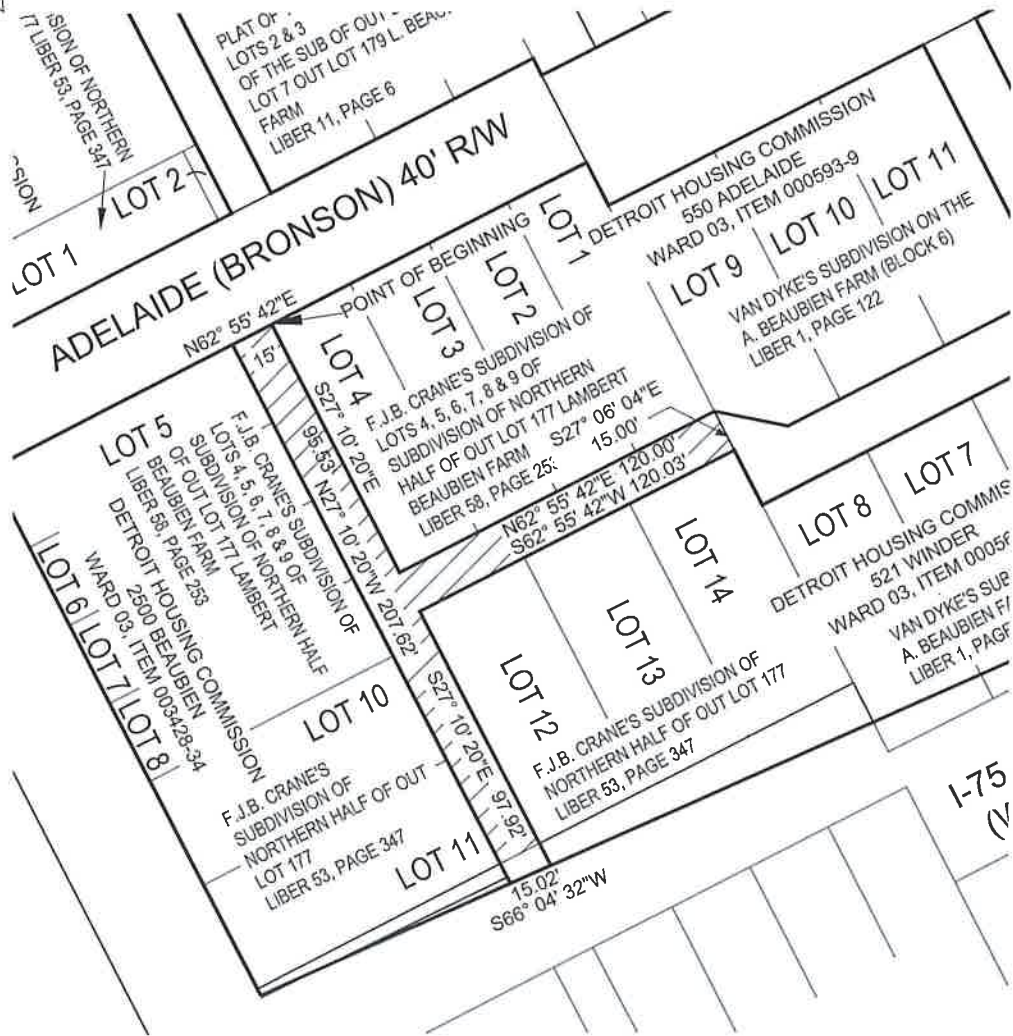 SION OF NORTHERN
77 LIBER 53, PAGE 347
PLAT OF
LOTS 2 & 3
OF THE SUB OF OUT
LOT 7 OUT LOT 179 L. BEAU
FARM
LIBER 11, PAGE 6
SION
LOT 1
LOT 2
ADELAIDE (BRONSON) 40' R/W
N62° 55' 42"E
POINT OF BEGINNING
15'
LOT 4
LOT 3
LOT 2
LOT 1
F.J.B. CRANE'S SUBDIVISION OF
LOTS 4, 5, 6, 7, 8 & 9 OF
SUBDIVISION OF NORTHERN
HALF OF OUT LOT 177 LAMBERT
BEAUBIEN FARM
LIBER 58, PAGE 253
S27° 06' 04"E
15.00'
DETROIT HOUSING COMMISSION
550 ADELAIDE
WARD 03, ITEM 000593-9
LOT 9
LOT 10
LOT 11
VAN DYKE'S SUBDIVISION ON THE
A. BEAUBIEN FARM (BLOCK 6)
LIBER 1, PAGE 122
S27° 10' 20"E
95.53'
N27° 10' 20"W 207.62'
N62° 55' 42"E 120.00'
S62° 55' 42"W 120.03'
LOT 5
F.J.B CRANE'S SUBDIVISION OF
LOTS 4, 5, 6, 7, 8 & 9 OF
SUBDIVISION OF NORTHERN HALF
OF OUT LOT 177 LAMBERT
BEAUBIEN FARM
LIBER 58, PAGE 253
DETROIT HOUSING COMMISSION
2500 BEAUBIEN
WARD 03, ITEM 003428-34
LOT 6
LOT 7
LOT 8
LOT 10
F.J.B. CRANE'S
SUBDIVISION OF
NORTHERN HALF OF OUT
LOT 177
LIBER 53, PAGE 347
LOT 11
S27° 10' 20"E 97.92'
LOT 12
LOT 13
LOT 14
F.J.B. CRANE'S SUBDIVISION OF
NORTHERN HALF OF OUT LOT 177
LIBER 53, PAGE 347
LOT 8
LOT 7
DETROIT HOUSING COMMIS
521 WINDER
WARD 03, ITEM 00056
VAN DYKE'S SUB
A. BEAUBIEN FA
LIBER 1, PAGE
15.02'
S66° 04' 32"W
I-75
(V